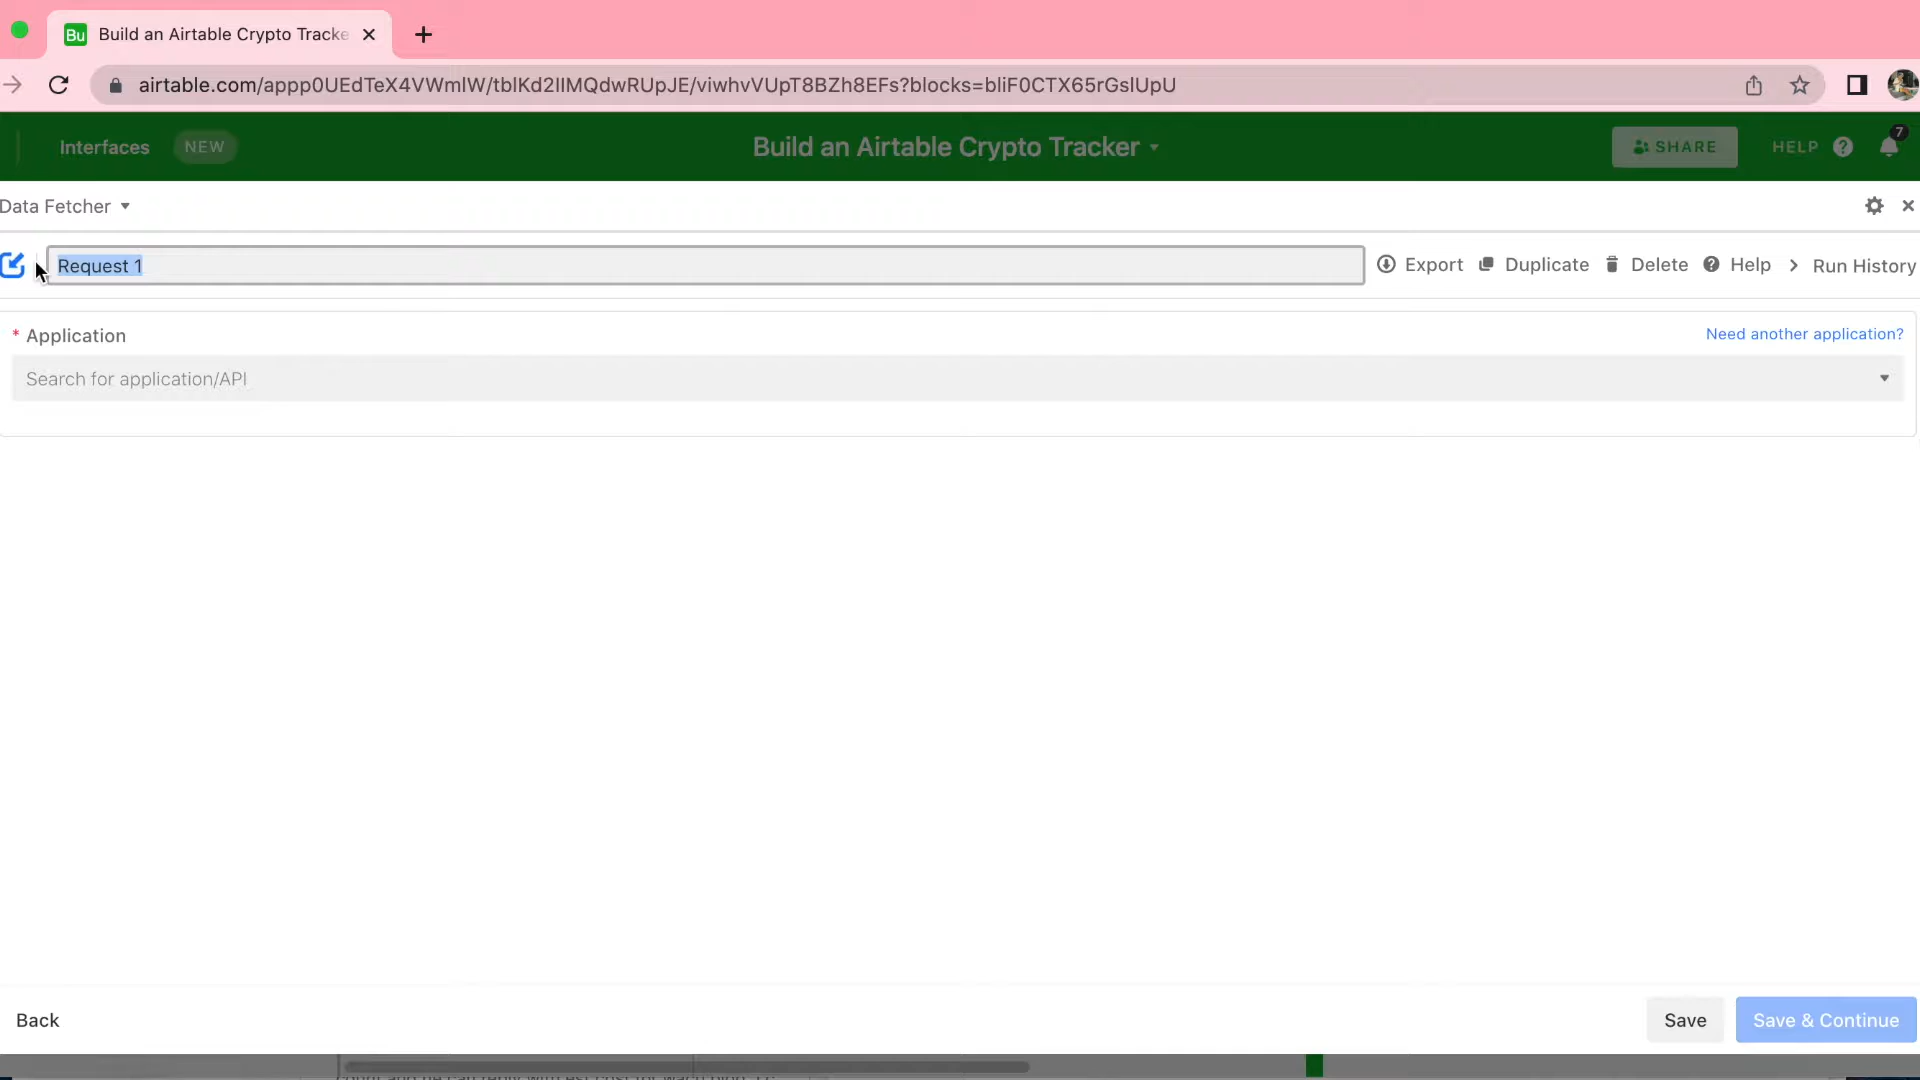 Bu Build an Airtable Crypto Tracke
airtable.com/appp0UEdTeX4VWmlW/tblKd2IIMQdwRUpJE/viwhvVUpT8BZh8EFs?blocks=bliF0CTX65rGslUpU
Interfaces NEW Build an Airtable Crypto Tracker SHARE HELP 7
Data Fetcher
Request 1 Export Duplicate Delete Help Run History
* Application Need another application?
Search for application/API
Back Save Save & Continue